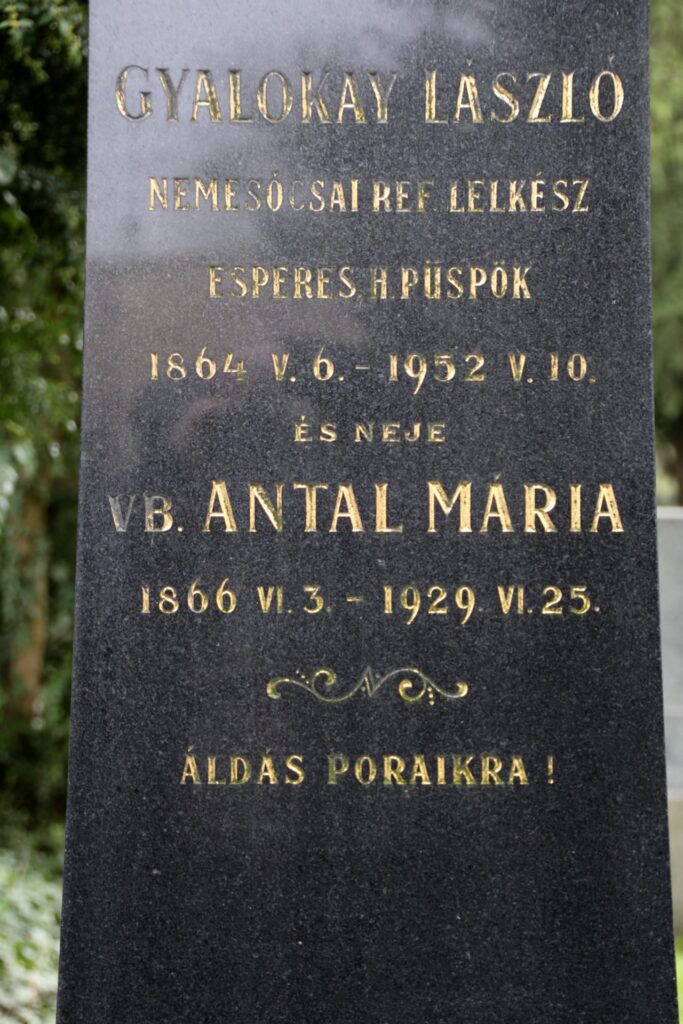 GYALOKAY LÁSZLÓ
NEMESÓCSAI REF. LELKÉSZ
ESPERES, H. PÜSPÖK
1864 V. 6. - 1952 V. 10.
ÉS NEJE
VB. ANTAL MÁRIA
1866 VI. 3. - 1929. VI. 25.
ÁLDÁS PORAIKRA !